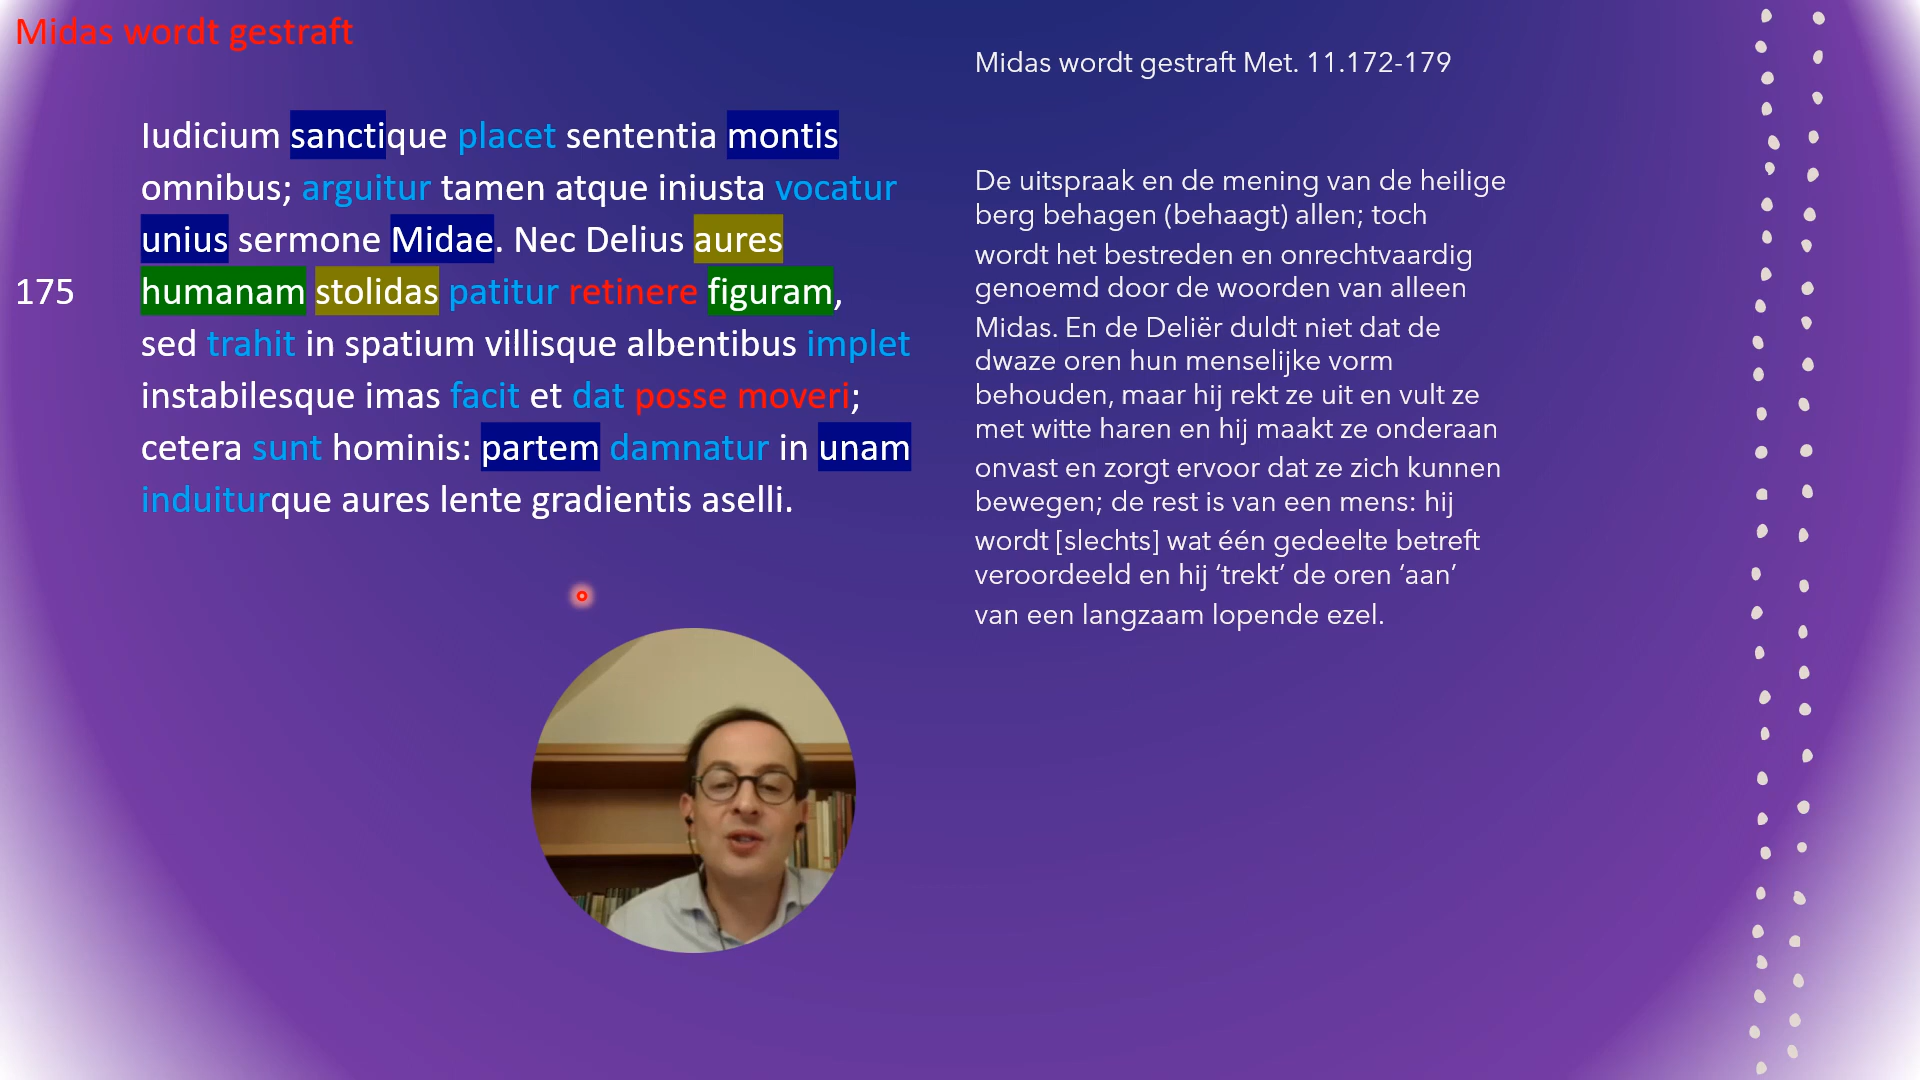 Midas wordt gestraft
Iudicium sanctique placet sententia montis
omnibus; arguitur tamen atque iniusta vocatur
unius sermone Midae. Nec Delius aures
175 humanam stolidas patitur retinere figuram,
sed trahit in spatium villisque albentibus implet
instabilesque imas facit et dat posse moveri;
cetera sunt hominis: partem damnatur in unam
induiturque aures lente gradientis aselli.
Midas wordt gestraft Met. 11.172-179
De uitspraak en de mening van de heilige
berg behagen (behaagt) allen; toch
wordt het bestreden en onrechtvaardig
genoemd door de woorden van alleen
Midas. En de Deliër duldt niet dat de
dwaze oren hun menselijke vorm
behouden, maar hij rekt ze uit en vult ze
met witte haren en hij maakt ze onderaan
onvast en zorgt ervoor dat ze zich kunnen
bewegen; de rest is van een mens: hij
wordt [slechts] wat één gedeelte betreft
veroordeeld en hij ‘trekt’ de oren ‘aan’
van een langzaam lopende ezel.